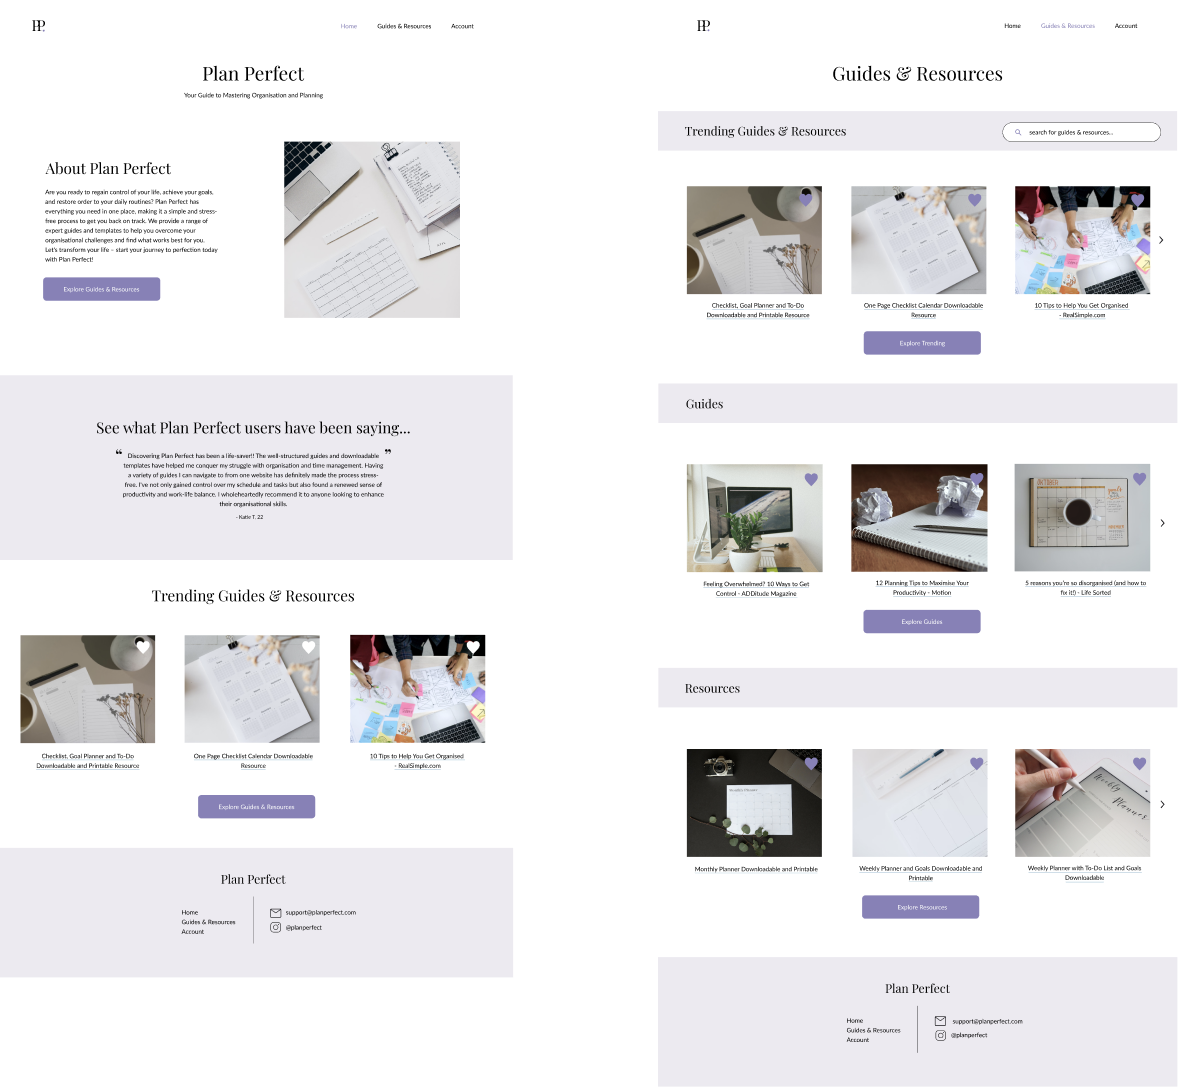 PP.
Home Guides & Resources Account
Plan Perfect
Your Guide to Mastering Organisation and Planning
About Plan Perfect
Are you ready to regain control of your life, achieve your goals,
and restore order to your daily routines? Plan Perfect has
everything you need in one place, making it a simple and stress-
free process to get you back on track. We provide a range of
expert guides and templates to help you overcome your
organisational challenges and find what works best for you.
Let's transform your life – start your journey to perfection today
with Plan Perfect!
Explore Guides & Resources
See what Plan Perfect users have been saying...
“ Discovering Plan Perfect has been a life-saver!! The well-structured guides and downloadable ”
templates have helped me conquer my struggle with organisation and time management. Having
a variety of guides I can navigate to from one website has definitely made the process stress-
free. I've not only gained control over my schedule and tasks but also found a renewed sense of
productivity and work-life balance. I wholeheartedly recommend it to anyone looking to enhance
their organisational skills.
- Katie T. 22
Trending Guides & Resources
Checklist, Goal Planner and To-Do
Downloadable and Printable Resource
One Page Checklist Calendar Downloadable
Resource
10 Tips to Help You Get Organised
- RealSimple.com
Explore Guides & Resources
Plan Perfect
Home
Guides & Resources
Account
support@planperfect.com
@planperfect
PP.
Home Guides & Resources Account
Guides & Resources
Trending Guides & Resources
search for guides & resources...
Checklist, Goal Planner and To-Do
Downloadable and Printable Resource
One Page Checklist Calendar Downloadable
Resource
10 Tips to Help You Get Organised
- RealSimple.com
Explore Trending
Guides
OKTOBER
Feeling Overwhelmed? 10 Ways to Get
Control - ADDitude Magazine
12 Planning Tips to Maximise Your
Productivity - Motion
5 reasons you're so disorganised (and how to
fix it!) - Life Sorted
Explore Guides
Resources
Monthly Planner
Weekly
Planner
Monthly Planner Downloadable and Printable
Weekly Planner and Goals Downloadable and
Printable
Weekly Planner with To-Do List and Goals
Downloadable
Explore Resources
Plan Perfect
Home
Guides & Resources
Account
support@planperfect.com
@planperfect